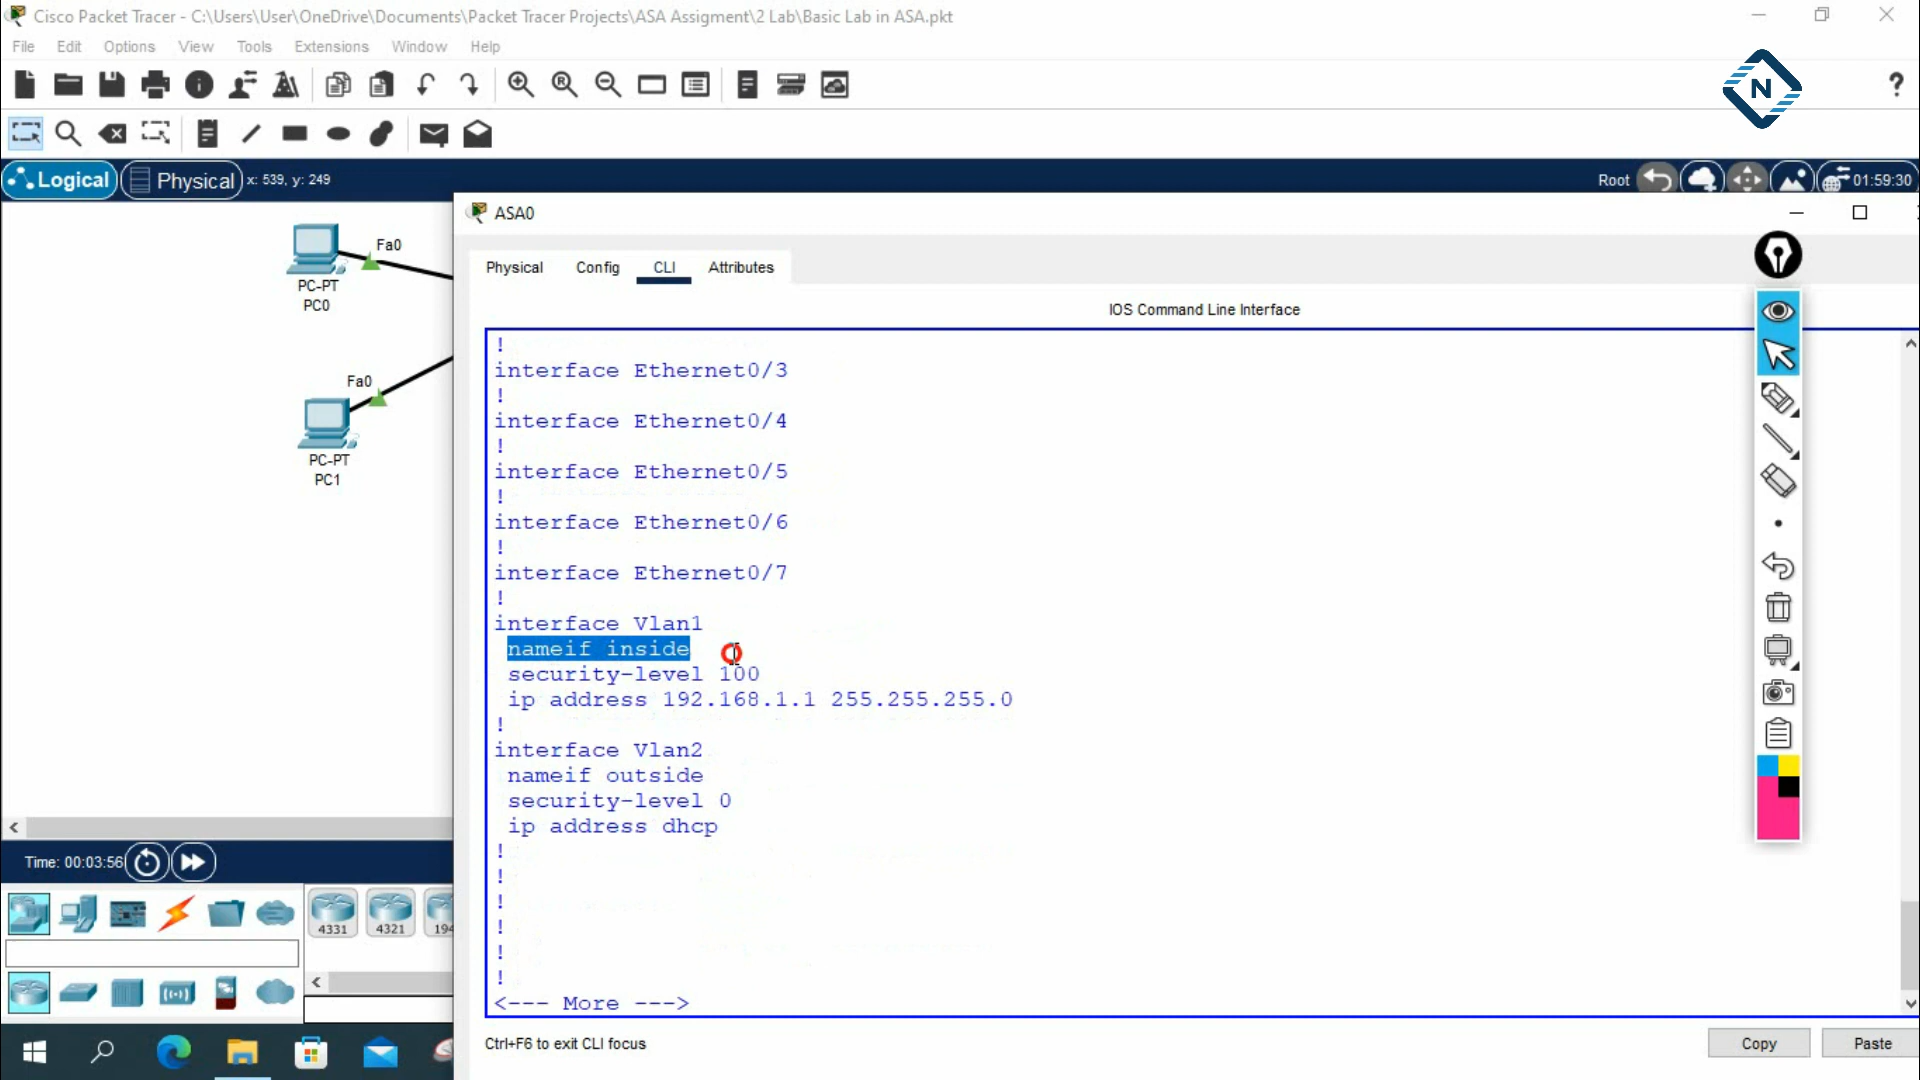 Cisco Packet Tracer - C:\Users\User\OneDrive\Documents\Packet Tracer Projects\ASA Assigment\2 Lab\Basic Lab in ASA.pkt
File Edit Options View Tools Extensions Window Help
N
?
Logical Physical x: 539, y: 249 Root 01:59:30
ASA0
Fa0
PC-PT
PC0
Fa0
PC-PT
PC1
Physical Config CLI Attributes
IOS Command Line Interface
!
interface Ethernet0/3
!
interface Ethernet0/4
!
interface Ethernet0/5
!
interface Ethernet0/6
!
interface Ethernet0/7
!
interface Vlan1
nameif inside
security-level 100
ip address 192.168.1.1 255.255.255.0
!
interface Vlan2
nameif outside
security-level 0
ip address dhcp
!
!
!
!
!
!
<--- More --->
Time: 00:03:56
4331 4321 194
Ctrl+F6 to exit CLI focus
Copy Paste